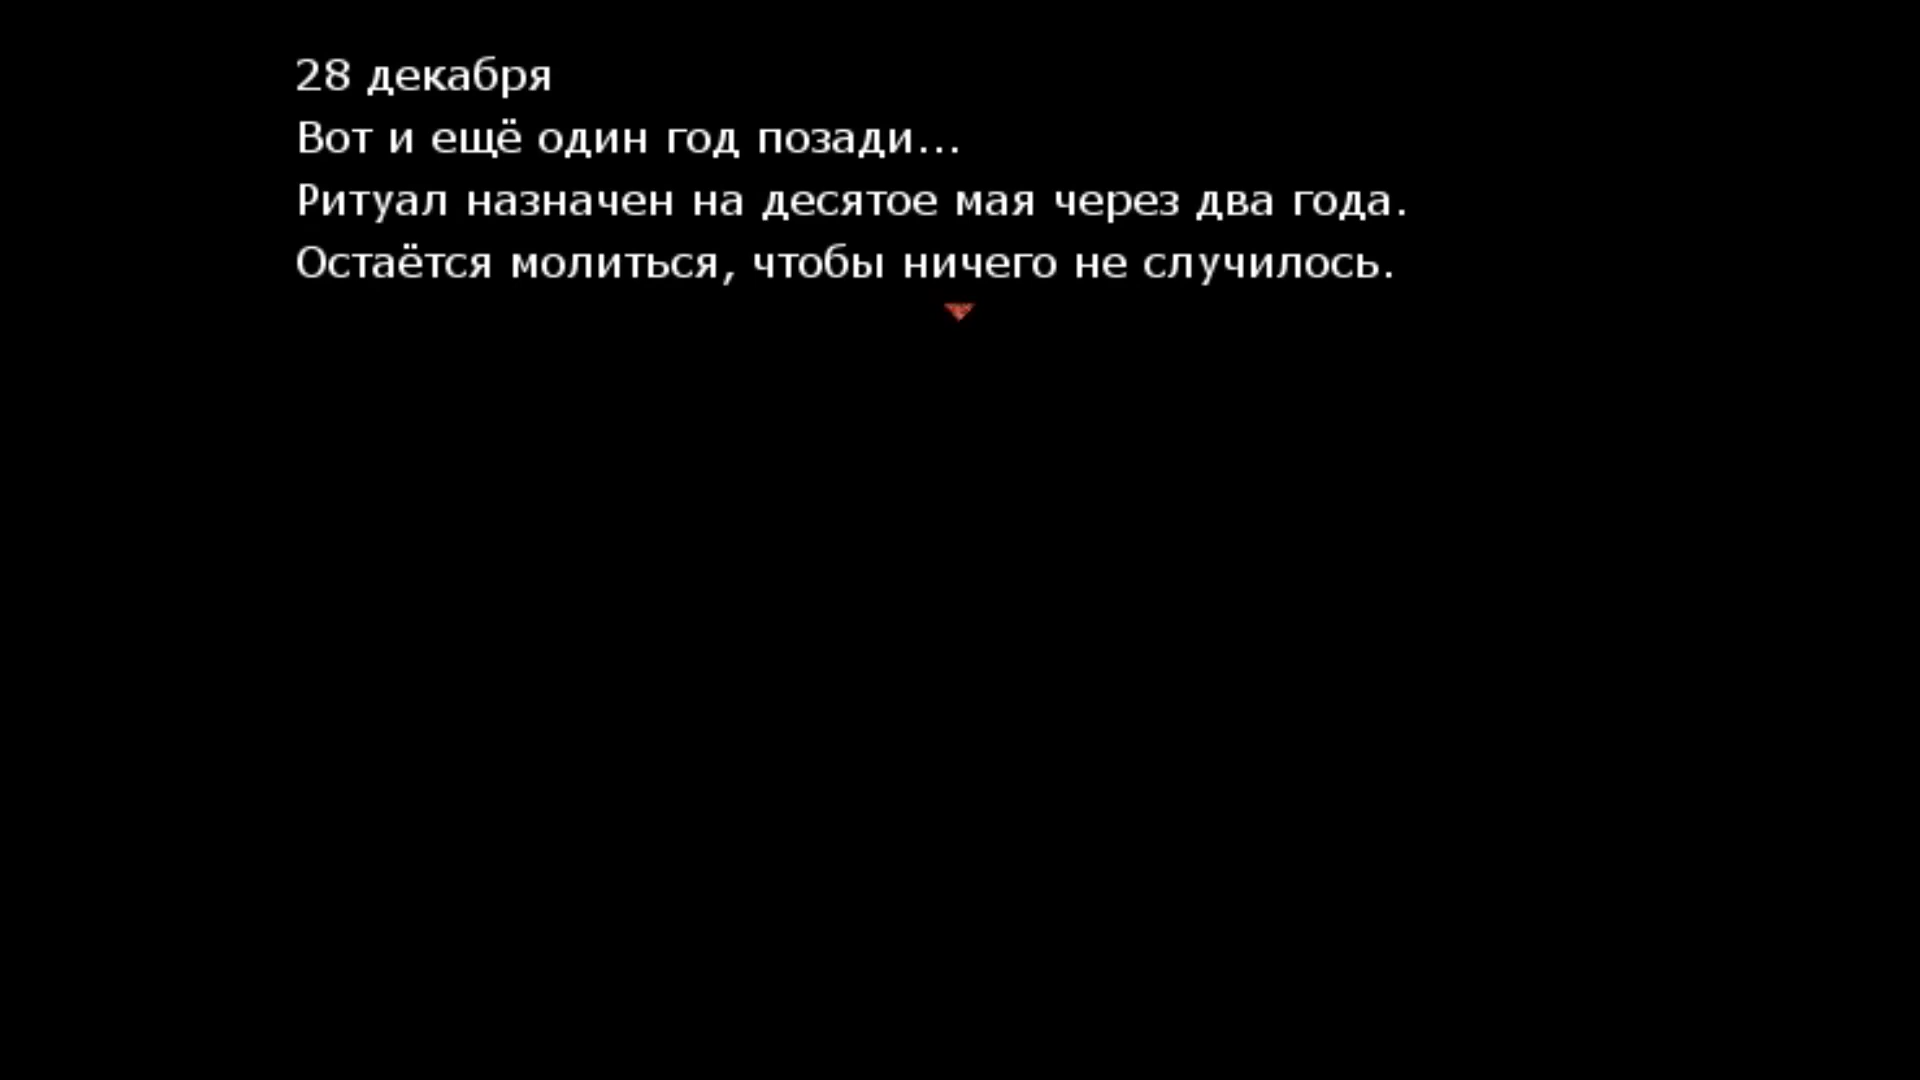 28 декабря
Вот и ещё один год позади...
Ритуал назначен на десятое мая через два года.
Остаётся молиться, чтобы ничего не случилось.